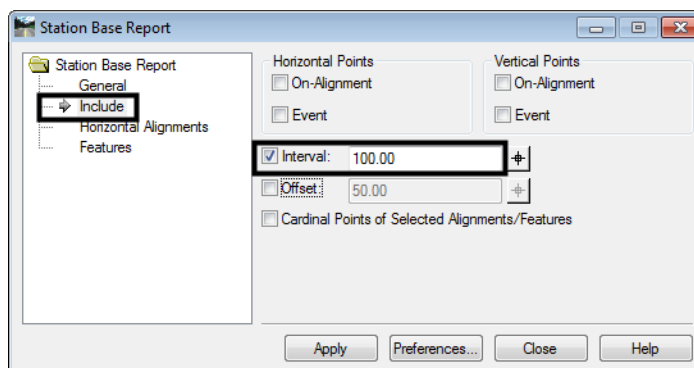 Station Base Report
Station Base Report
General
Include
Horizontal Alignments
Features
Horizontal Points
On-Alignment
Event
Vertical Points
On-Alignment
Event
Interval: 100.00
Offset: 50.00
Cardinal Points of Selected Alignments/Features
Apply Preferences... Close Help